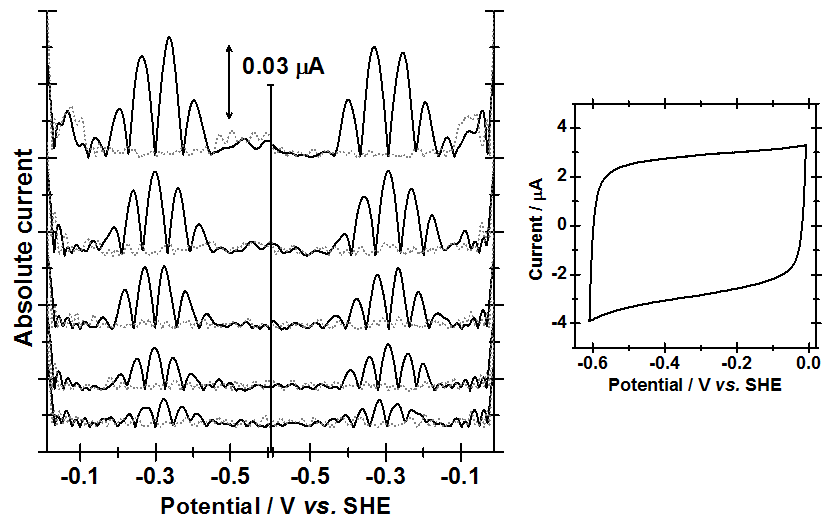 Absolute current
0.03 μA
-0.1 -0.3 -0.5 -0.5 -0.3 -0.1
Potential / V vs. SHE
Current / μA
4
2
0
-2
-4
-0.6 -0.4 -0.2 0.0
Potential / V vs. SHE